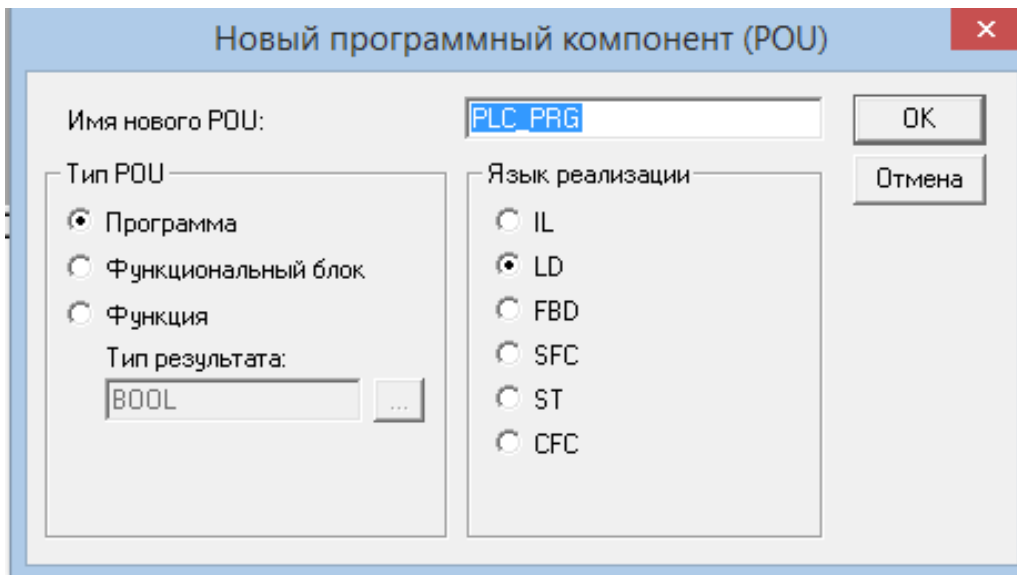 Новый программный компонент (POU)
×
Имя нового POU:
PLC_PRG
OK
Отмена
Тип POU
Программа
Функциональный блок
Функция
Тип результата:
BOOL
...
Язык реализации
IL
LD
FBD
SFC
ST
CFC